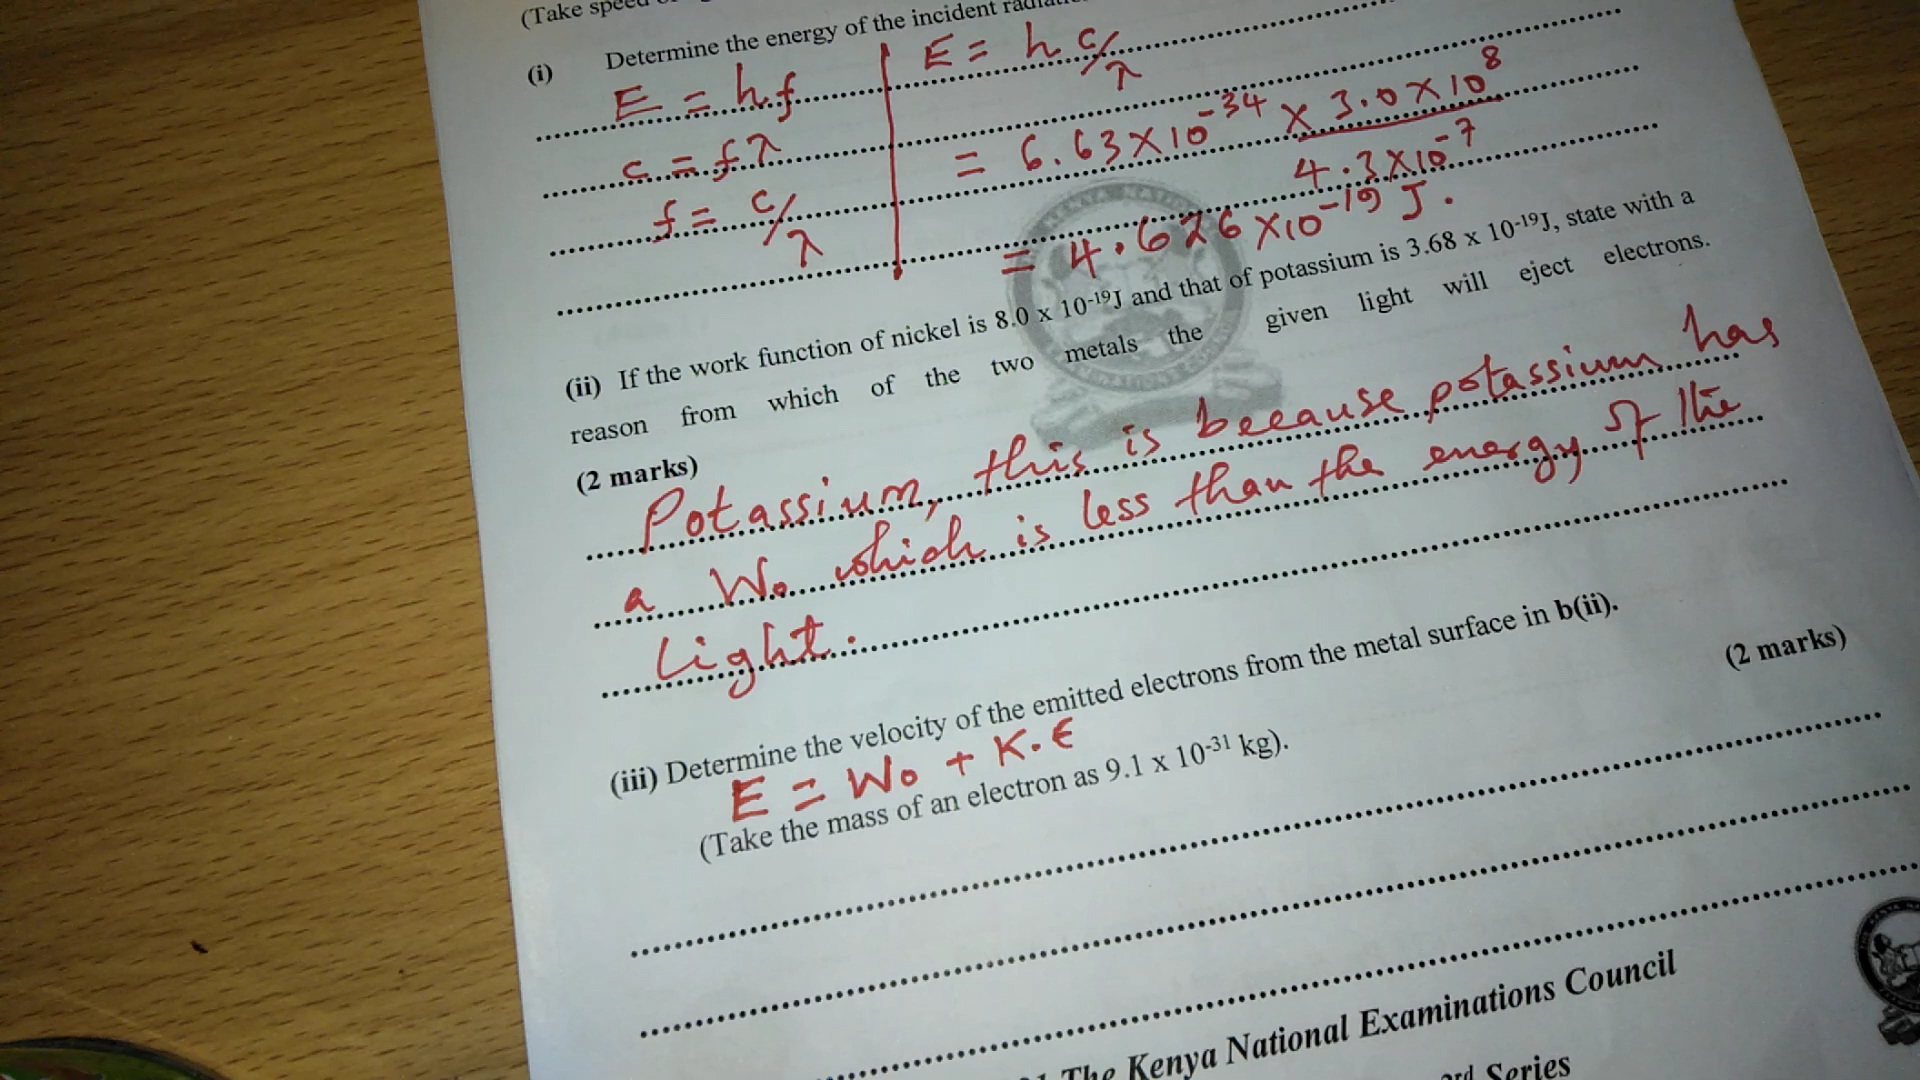 (Take speed
(i) Determine the energy of the incident
E = hf
c = fλ
f = c/λ
E = h c/λ
= 6.63 X 10^-34 X 3.0 X 10^8
4.3 X 10^-7
= 4.626 X 10^-19 J.
(ii) If the work function of nickel is 8.0 x 10^-19J and that of potassium is 3.68 x 10^-19J, state with a
reason from which of the two metals the given light will eject electrons.
(2 marks)
Potassium, this is because potassium has
a Wo which is less than the energy of the
Light.
(iii) Determine the velocity of the emitted electrons from the metal surface in b(ii).
(2 marks)
E = Wo + K.E
(Take the mass of an electron as 9.1 x 10^-31 kg).
The Kenya National Examinations Council
Series